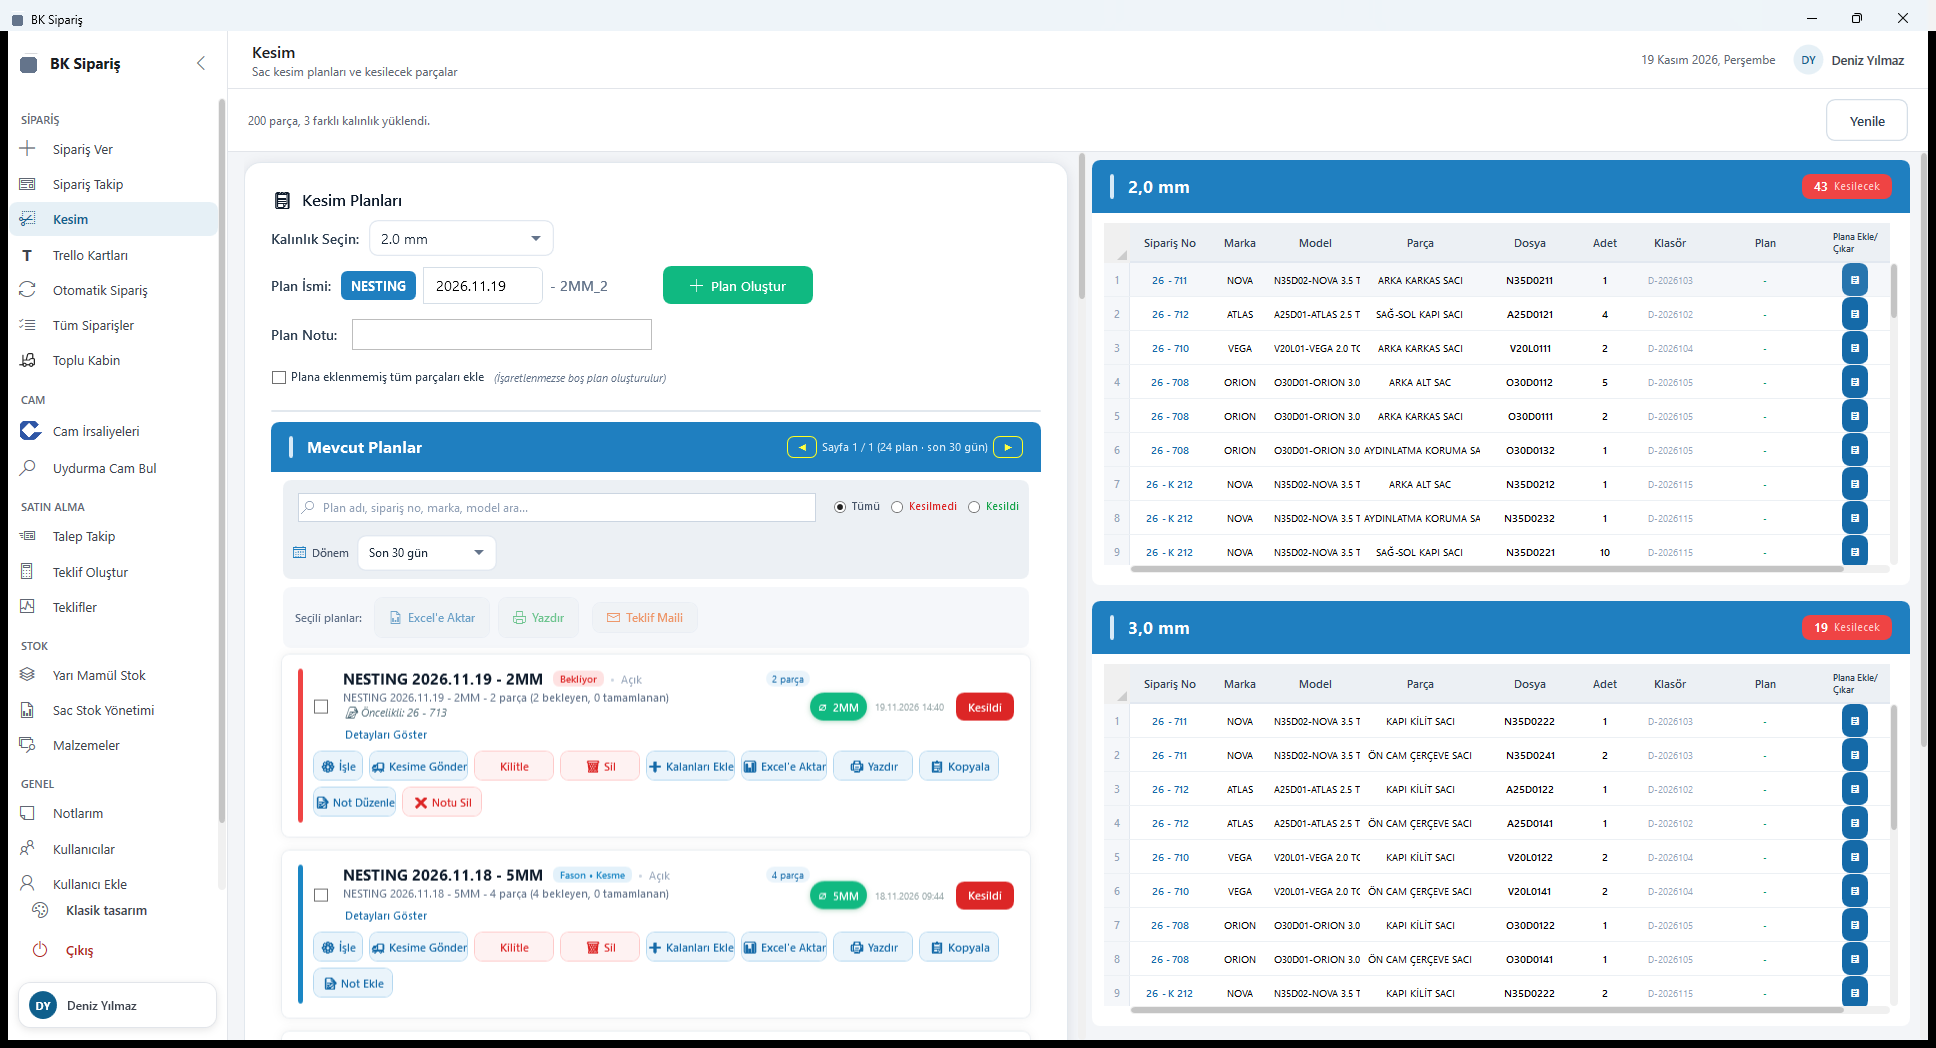 BK Sipariş
BK Sipariş
SİPARİŞ
Sipariş Ver
Sipariş Takip
Kesim
Trello Kartları
Otomatik Sipariş
Tüm Siparişler
Toplu Kabin
CAM
Cam İrsaliyeleri
Uydurma Cam Bul
SATIN ALMA
Talep Takip
Teklif Oluştur
Teklifler
STOK
Yarı Mamül Stok
Sac Stok Yönetimi
Malzemeler
GENEL
Notlarım
Kullanıcılar
Kullanıcı Ekle
Klasik tasarım
Çıkış
DY Deniz Yılmaz
Kesim
Sac kesim planları ve kesilecek parçalar
19 Kasım 2026, Perşembe DY Deniz Yılmaz
200 parça, 3 farklı kalınlık yüklendi.
Yenile
Kesim Planları
Kalınlık Seçin: 2.0 mm
Plan İsmi: NESTING 2026.11.19 - 2MM_2 Plan Oluştur
Plan Notu:
Plana eklenmemiş tüm parçaları ekle (İşaretlenmezse boş plan oluşturulur)
Mevcut Planlar ◄ Sayfa 1 / 1 (24 plan · son 30 gün) ►
Plan adı, sipariş no, marka, model ara... Tümü Kesilmedi Kesildi
Dönem Son 30 gün
Seçili planlar: Excel'e Aktar Yazdır Teklif Maili
NESTING 2026.11.19 - 2MM Bekliyor • Açık 2 parça
NESTING 2026.11.19 - 2MM - 2 parça (2 bekleyen, 0 tamamlanan)
2MM 19.11.2026 14:40 Kesildi
Öncelikli: 26 - 713
Detayları Göster
İşle Kesime Gönder Kilitle Sil Kalanları Ekle Excel'e Aktar Yazdır Kopyala
Not Düzenle Notu Sil
NESTING 2026.11.18 - 5MM Fason • Kesme • Açık 4 parça
NESTING 2026.11.18 - 5MM - 4 parça (4 bekleyen, 0 tamamlanan)
5MM 18.11.2026 09:44 Kesildi
Detayları Göster
İşle Kesime Gönder Kilitle Sil Kalanları Ekle Excel'e Aktar Yazdır Kopyala
Not Ekle
2,0 mm 43 Kesilecek
Sipariş No Marka Model Parça Dosya Adet Klasör Plan Plana Ekle/
Çıkar
1 26 - 711 NOVA N35D02-NOVA 3.5 T ARKA KARKAS SACI N35D0211 1 D-2026103 -
2 26 - 712 ATLAS A25D01-ATLAS 2.5 T SAĞ-SOL KAPI SACI A25D0121 4 D-2026102 -
3 26 - 710 VEGA V20L01-VEGA 2.0 TC ARKA KARKAS SACI V20L0111 2 D-2026104 -
4 26 - 708 ORION O30D01-ORION 3.0 ARKA ALT SAC O30D0112 5 D-2026105 -
5 26 - 708 ORION O30D01-ORION 3.0 ARKA KARKAS SACI O30D0111 2 D-2026105 -
6 26 - 708 ORION O30D01-ORION 3.0 AYDINLATMA KORUMA SA O30D0132 1 D-2026105 -
7 26 - K 212 NOVA N35D02-NOVA 3.5 T ARKA ALT SAC N35D0212 1 D-2026115 -
8 26 - K 212 NOVA N35D02-NOVA 3.5 T AYDINLATMA KORUMA SA N35D0232 1 D-2026115 -
9 26 - K 212 NOVA N35D02-NOVA 3.5 T SAĞ-SOL KAPI SACI N35D0221 10 D-2026115 -
3,0 mm 19 Kesilecek
Sipariş No Marka Model Parça Dosya Adet Klasör Plan Plana Ekle/
Çıkar
1 26 - 711 NOVA N35D02-NOVA 3.5 T KAPI KİLİT SACI N35D0222 1 D-2026103 -
2 26 - 711 NOVA N35D02-NOVA 3.5 T ÖN CAM ÇERÇEVE SACI N35D0241 2 D-2026103 -
3 26 - 712 ATLAS A25D01-ATLAS 2.5 T KAPI KİLİT SACI A25D0122 1 D-2026102 -
4 26 - 712 ATLAS A25D01-ATLAS 2.5 T ÖN CAM ÇERÇEVE SACI A25D0141 1 D-2026102 -
5 26 - 710 VEGA V20L01-VEGA 2.0 TC KAPI KİLİT SACI V20L0122 2 D-2026104 -
6 26 - 710 VEGA V20L01-VEGA 2.0 TC ÖN CAM ÇERÇEVE SACI V20L0141 2 D-2026104 -
7 26 - 708 ORION O30D01-ORION 3.0 KAPI KİLİT SACI O30D0122 1 D-2026105 -
8 26 - 708 ORION O30D01-ORION 3.0 ÖN CAM ÇERÇEVE SACI O30D0141 1 D-2026105 -
9 26 - K 212 NOVA N35D02-NOVA 3.5 T KAPI KİLİT SACI N35D0222 2 D-2026115 -